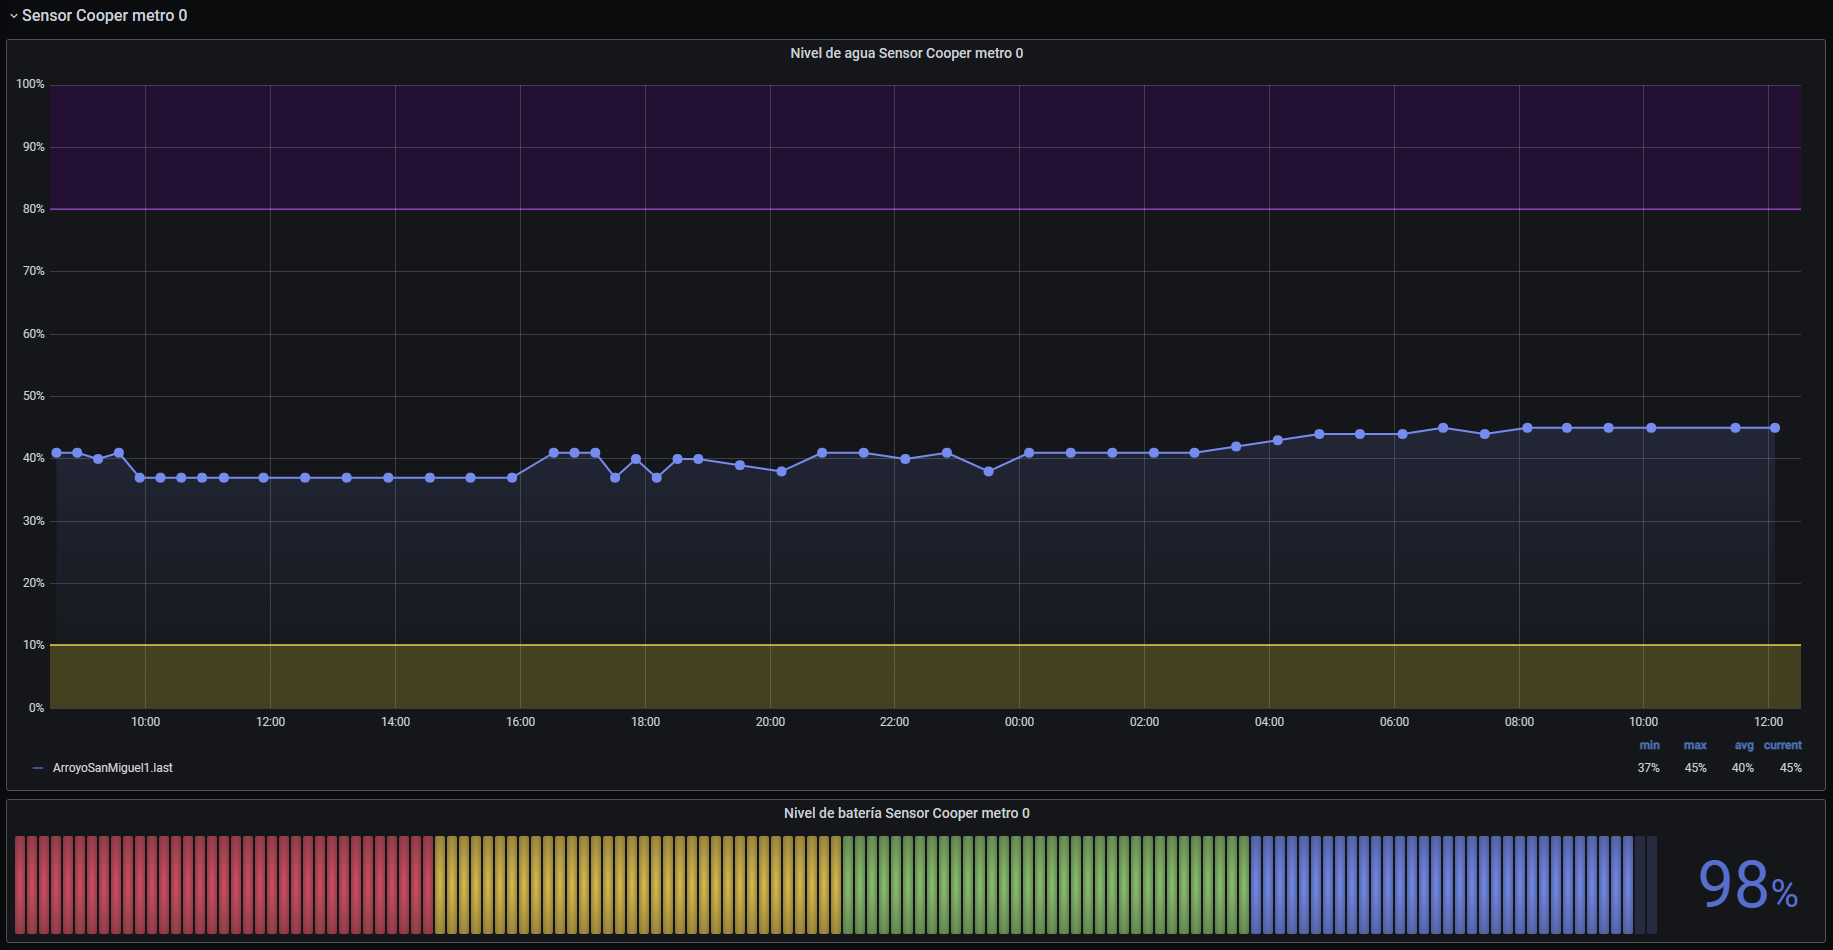 Sensor Cooper metro 0
Nivel de agua Sensor Cooper metro 0
100%
90%
80%
70%
60%
50%
40%
30%
20%
10%
0%
10:00 12:00 14:00 16:00 18:00 20:00 22:00 00:00 02:00 04:00 06:00 08:00 10:00 12:00
min max avg current
ArroyoSanMiguel1.last 37% 45% 40% 45%
Nivel de batería Sensor Cooper metro 0
98%